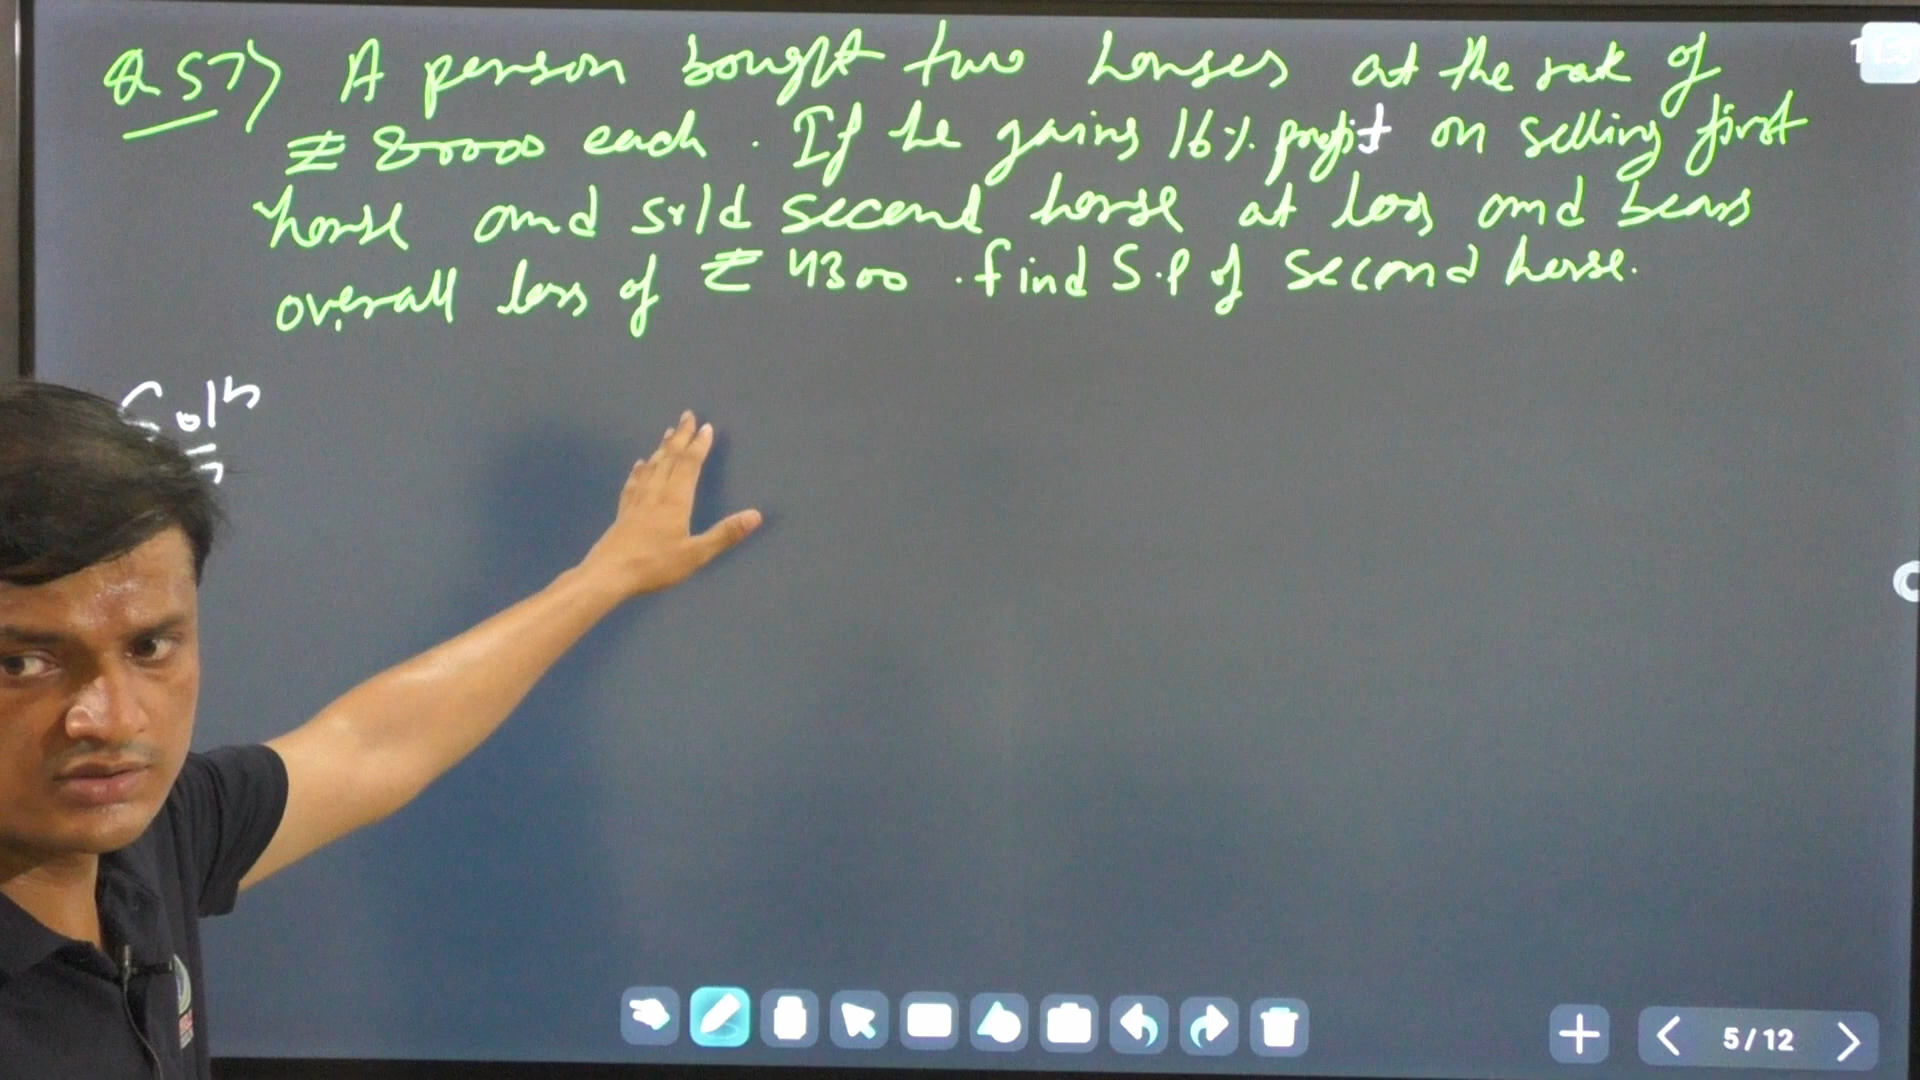 Q 57) A person bought two horses at the rate of
₹ 80000 each. If he gains 16% profit on selling first
horse and sold second horse at loss and bears
overall loss of ₹ 4300. find S.P of second horse.
Soln
5/12